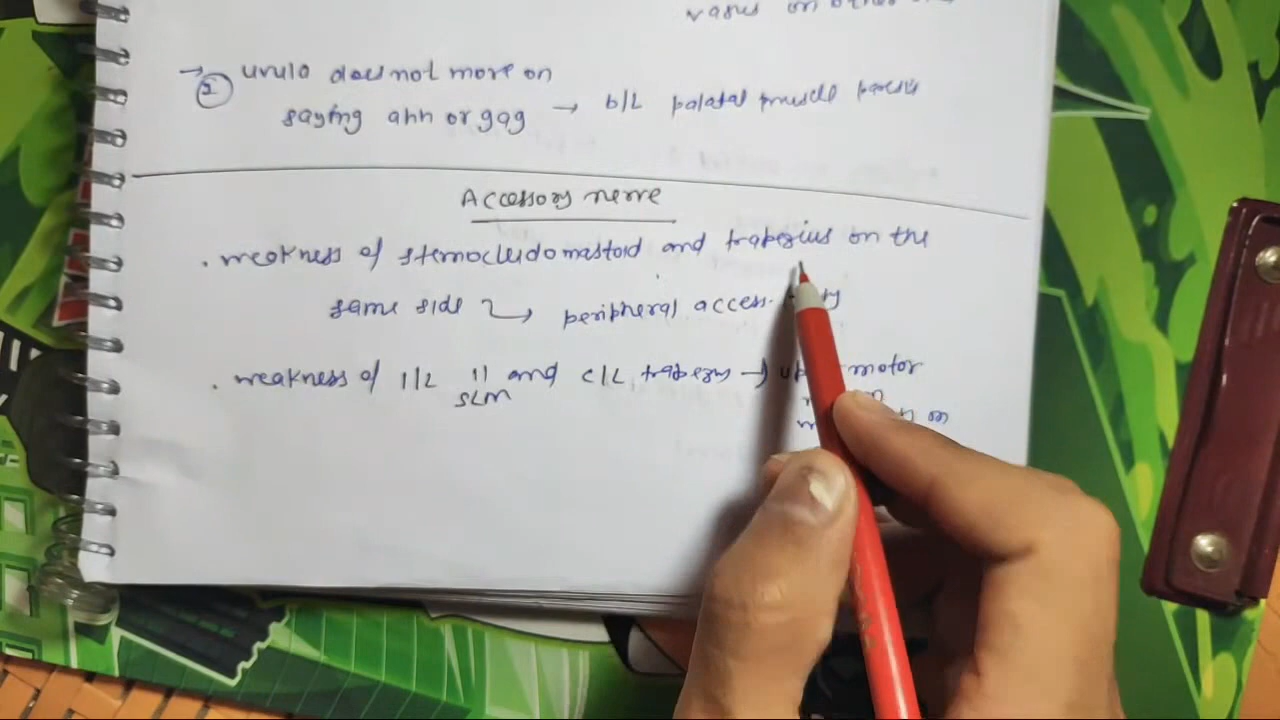 → ② uvula does not move on
saying ahh or gag → b/L palatal muscle paresis
Accessory nerve
. weakness of sternocleidomastoid and trapezius on the
same side → peripheral access
. weakness of I/L SCM and C/L trapezius → motor